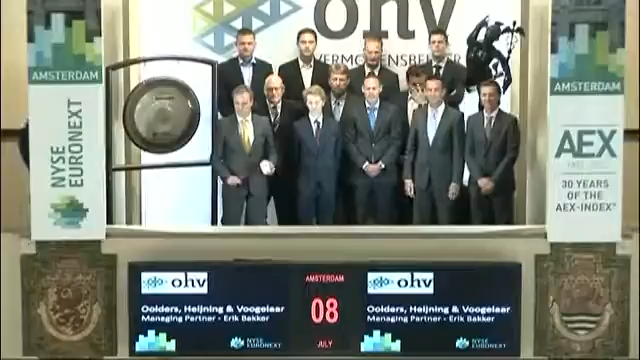 ohv
VERMOGENSBEHEER
AMSTERDAM
NYSE
EURONEXT
AMSTERDAM
AEX
30 YEARS
OF THE
AEX-INDEX®
ohv
Oolders, Heijning & Voogelaar
Managing Partner - Erik Bakker
NYSE
EURONEXT
AMSTERDAM
08
JULY
ohv
Oolders, Heijning & Voogelaar
Managing Partner - Erik Bakker
NYSE
EURONEXT